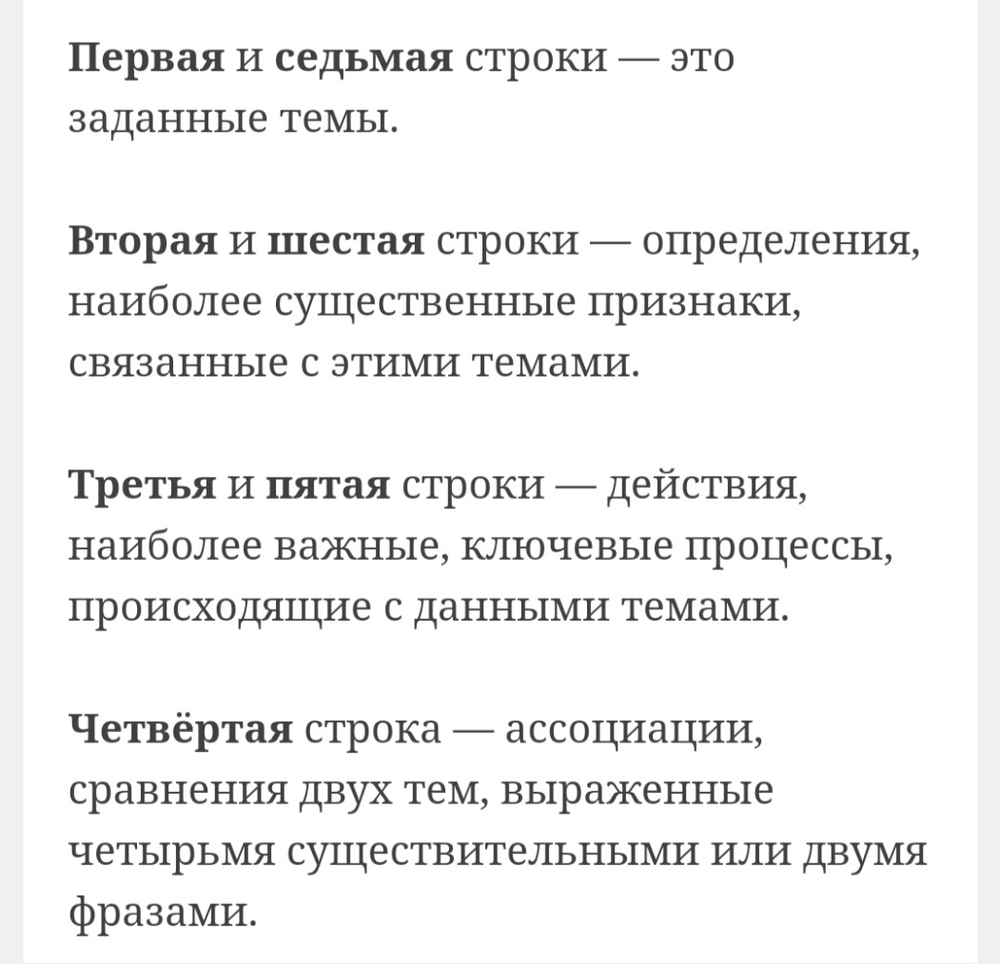 Первая и седьмая строки — это
заданные темы.
Вторая и шестая строки — определения,
наиболее существенные признаки,
связанные с этими темами.
Третья и пятая строки — действия,
наиболее важные, ключевые процессы,
происходящие с данными темами.
Четвёртая строка — ассоциации,
сравнения двух тем, выраженные
четырьмя существительными или двумя
фразами.